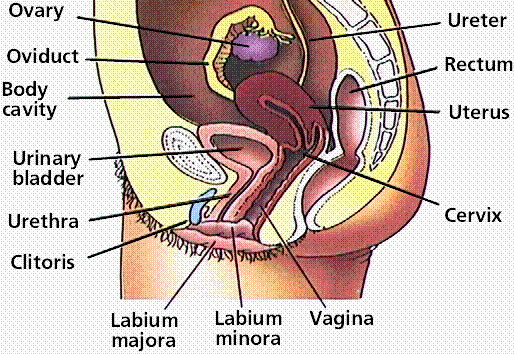 Ovary
Oviduct
Body
cavity
Urinary
bladder
Urethra
Clitoris
Labium
majora
Labium
minora
Vagina
Ureter
Rectum
Uterus
Cervix